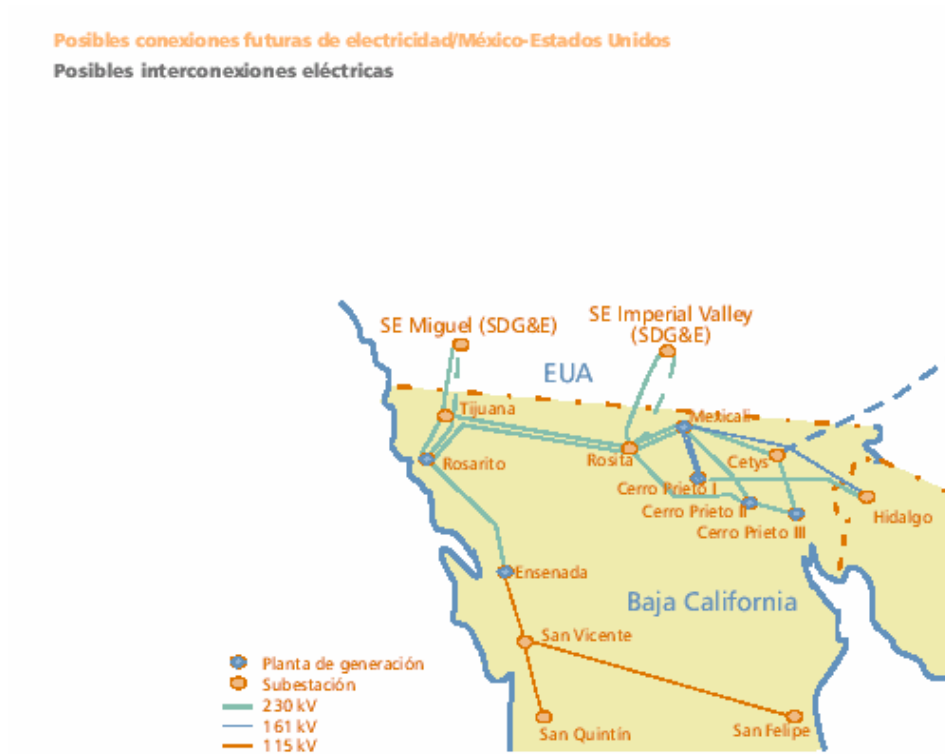 Posibles conexiones futuras de electricidad/México-Estados Unidos
Posibles interconexiones eléctricas
SE Miguel (SDG&E)
SE Imperial Valley
(SDG&E)
EUA
Tijuana
Mexicali
Rosarito
Rosita
Cetys
Cerro Prieto I
Cerro Prieto II
Hidalgo
Cerro Prieto III
Ensenada
Baja California
San Vicente
Planta de generación
Subestación
230 kV
161 kV
115 kV
San Quintín
San Felipe